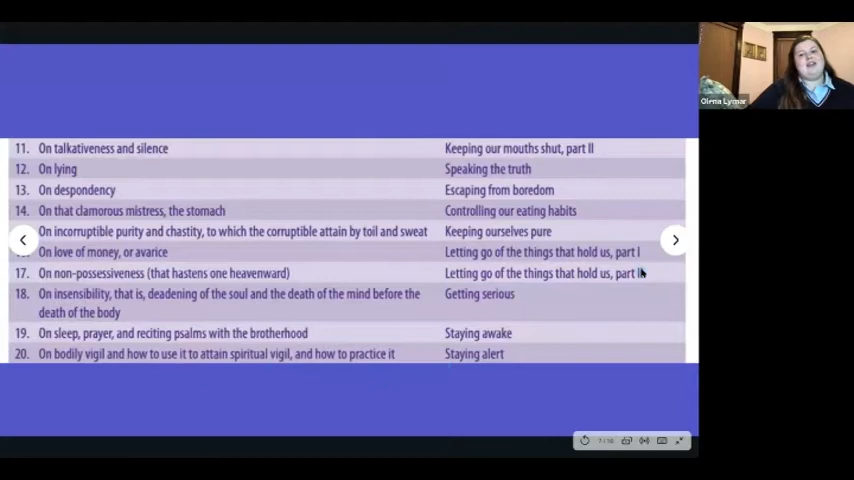 Olena Lymar
11. On talkativeness and silence Keeping our mouths shut, part II
12. On lying Speaking the truth
13. On despondency Escaping from boredom
14. On that clamorous mistress, the stomach Controlling our eating habits
On incorruptible purity and chastity, to which the corruptible attain by toil and sweat Keeping ourselves pure
On love of money, or avarice Letting go of the things that hold us, part I
17. On non-possessiveness (that hastens one heavenward) Letting go of the things that hold us, part II
18. On insensibility, that is, deadening of the soul and the death of the mind before the Getting serious
death of the body
19. On sleep, prayer, and reciting psalms with the brotherhood Staying awake
20. On bodily vigil and how to use it to attain spiritual vigil, and how to practice it Staying alert